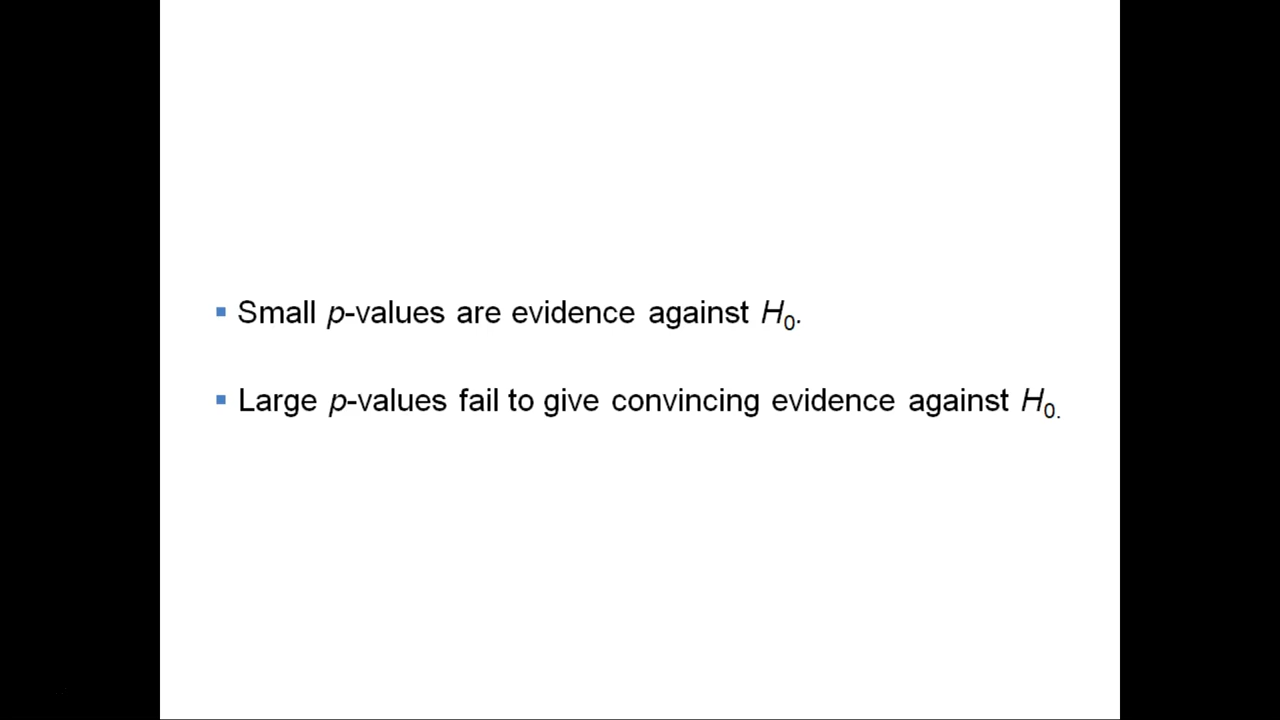 ▪ Small p-values are evidence against H₀.
▪ Large p-values fail to give convincing evidence against H₀.